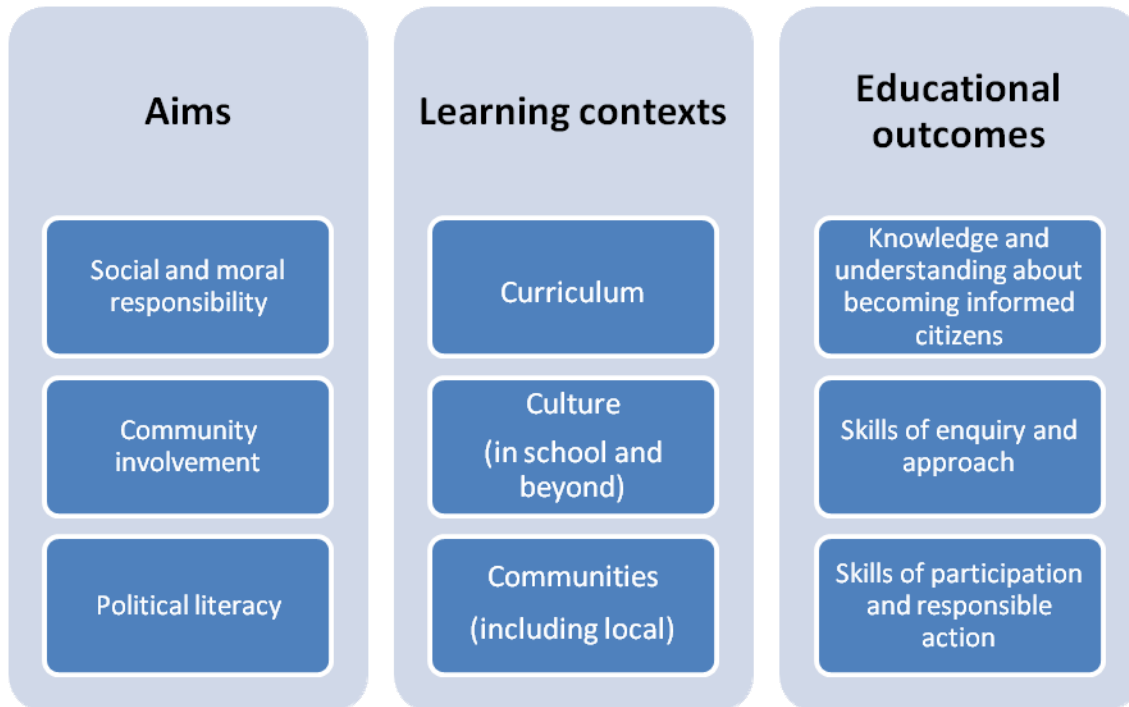 Aims
Social and moral
responsibility
Community
involvement
Political literacy
Learning contexts
Curriculum
Culture
(in school and
beyond)
Communities
(including local)
Educational
outcomes
Knowledge and
understanding about
becoming informed
citizens
Skills of enquiry and
approach
Skills of participation
and responsible
action